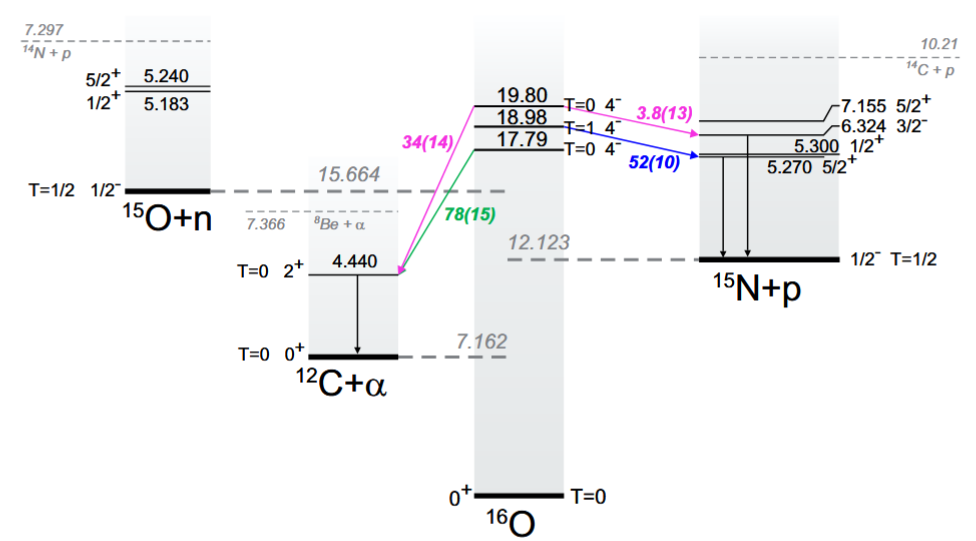 7.297
¹⁴N + p
5/2⁺ 5.240
1/2⁺ 5.183
T=1/2 1/2⁻
¹⁵O+n
15.664
7.366 ⁸Be + α
T=0 2⁺ 4.440
T=0 0⁺
¹²C+α
7.162
34(14)
78(15)
19.80 T=0 4⁻
18.98 T=1 4⁻
17.79 T=0 4⁻
12.123
0⁺ T=0
¹⁶O
3.8(13)
52(10)
10.21
¹⁴C + p
7.155 5/2⁺
6.324 3/2⁻
5.300 1/2⁺
5.270 5/2⁺
1/2⁻ T=1/2
¹⁵N+p